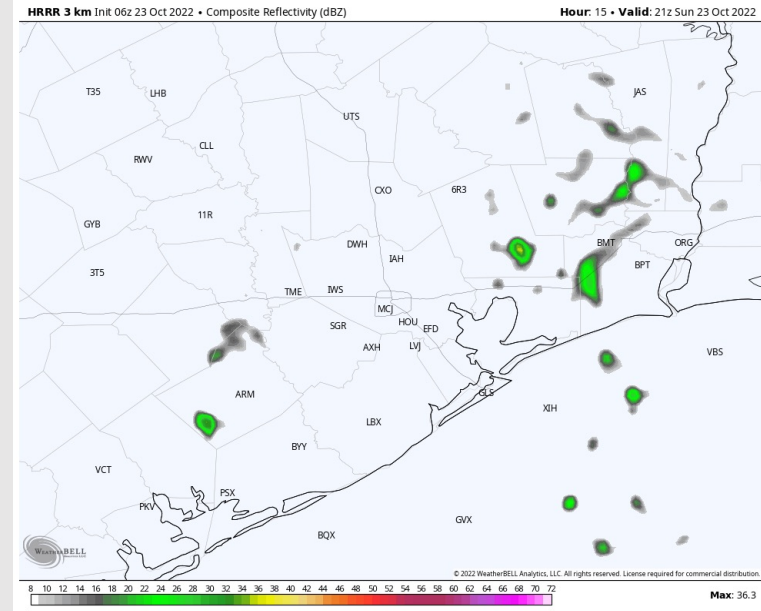 HRRR 3 km Init 06z 23 Oct 2022 • Composite Reflectivity (dBZ)
Hour: 15 • Valid: 21z Sun 23 Oct 2022
T35
LHB
JAS
UTS
CLL
RWV
CXO
6R3
11R
GYB
DWH
BMT
ORG
IAH
BPT
3T5
TME
IWS
MCJ
SGR
HOU
EFD
AXH
LVJ
VBS
ARM
GLS
XIH
LBX
BYY
VCT
PSX
PKV
GVX
BQX
WEATHERBELL
© 2022 WeatherBELL Analytics, LLC. All rights reserved. License required for commercial distribution.
8 10 12 14 16 18 20 22 24 26 28 30 32 34 36 38 40 42 44 46 48 50 52 54 56 58 60 62 64 66 68 70 72
Max: 36.3